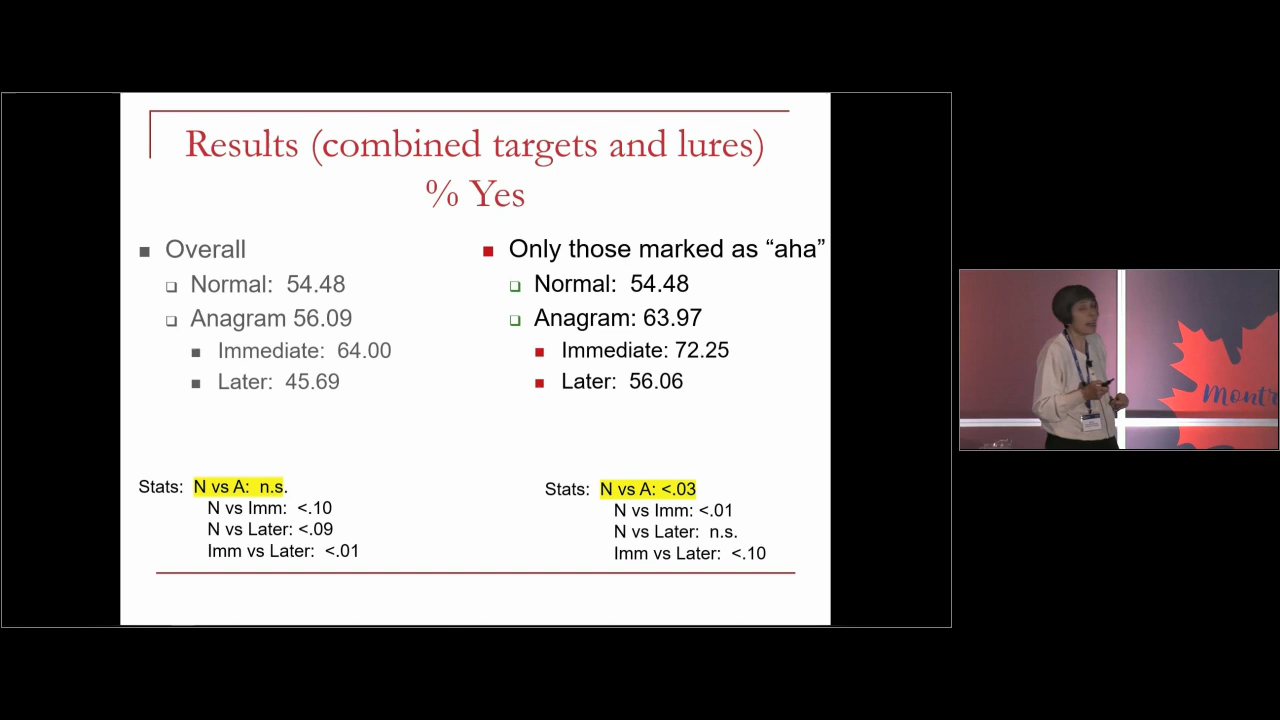 Results (combined targets and lures)
% Yes
Overall
Normal: 54.48
Anagram 56.09
Immediate: 64.00
Later: 45.69
Only those marked as “aha”
Normal: 54.48
Anagram: 63.97
Immediate: 72.25
Later: 56.06
Stats: N vs A: n.s.
N vs Imm: <.10
N vs Later: <.09
Imm vs Later: <.01
Stats: N vs A: <.03
N vs Imm: <.01
N vs Later: n.s.
Imm vs Later: <.10
Montr